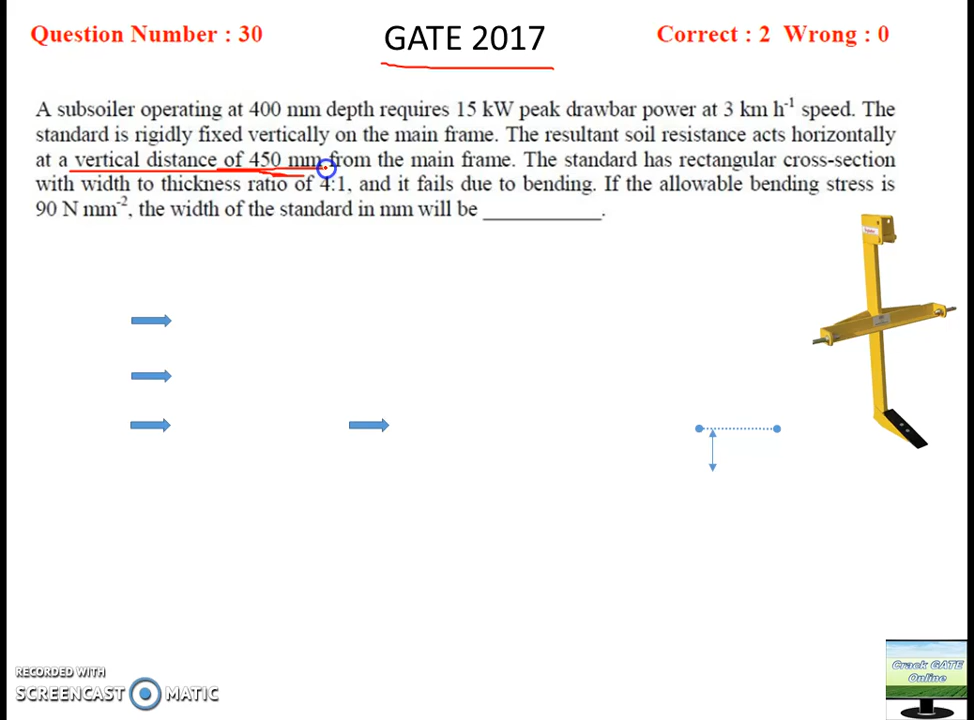 Question Number : 30
GATE 2017
Correct : 2 Wrong : 0
A subsoiler operating at 400 mm depth requires 15 kW peak drawbar power at 3 km h⁻¹ speed. The
standard is rigidly fixed vertically on the main frame. The resultant soil resistance acts horizontally
at a vertical distance of 450 mm from the main frame. The standard has rectangular cross-section
with width to thickness ratio of 4:1, and it fails due to bending. If the allowable bending stress is
90 N mm⁻², the width of the standard in mm will be ____________.
RECORDED WITH
SCREENCAST MATIC
Crack GATE
Online